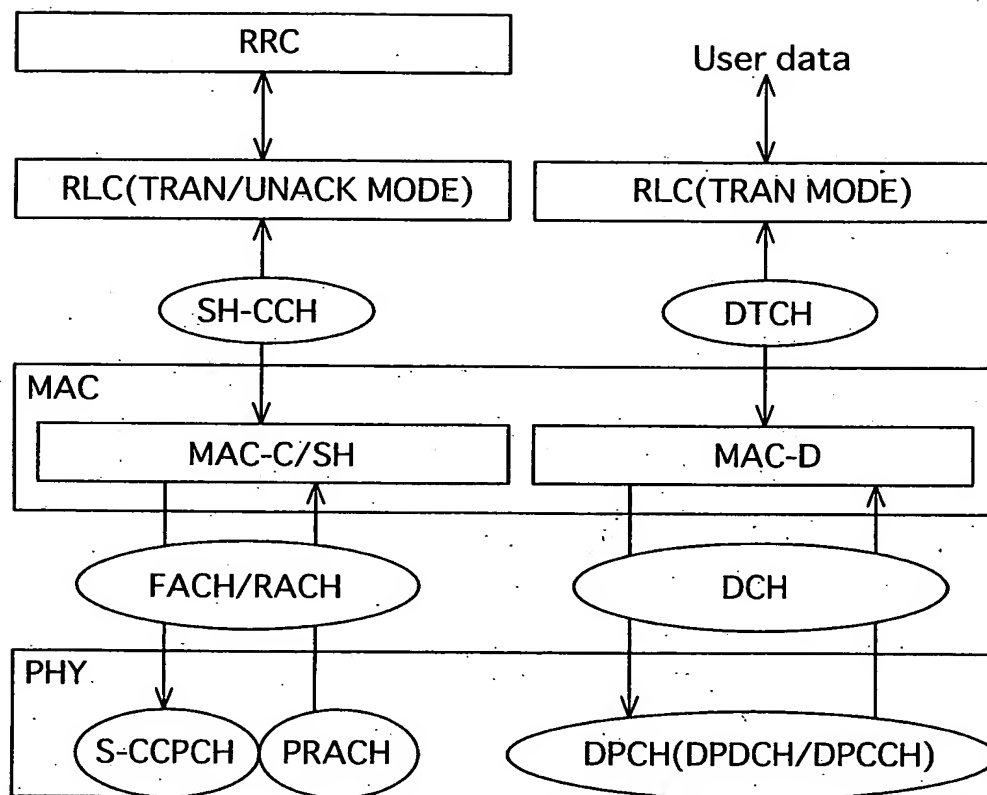 RRC
User data
RLC(TRAN/UNACK MODE)
RLC(TRAN MODE)
SH-CCH
DTCH
MAC
MAC-C/SH
MAC-D
FACH/RACH
DCH
PHY
S-CCPCH
PRACH
DPCH(DPDCH/DPCCH)